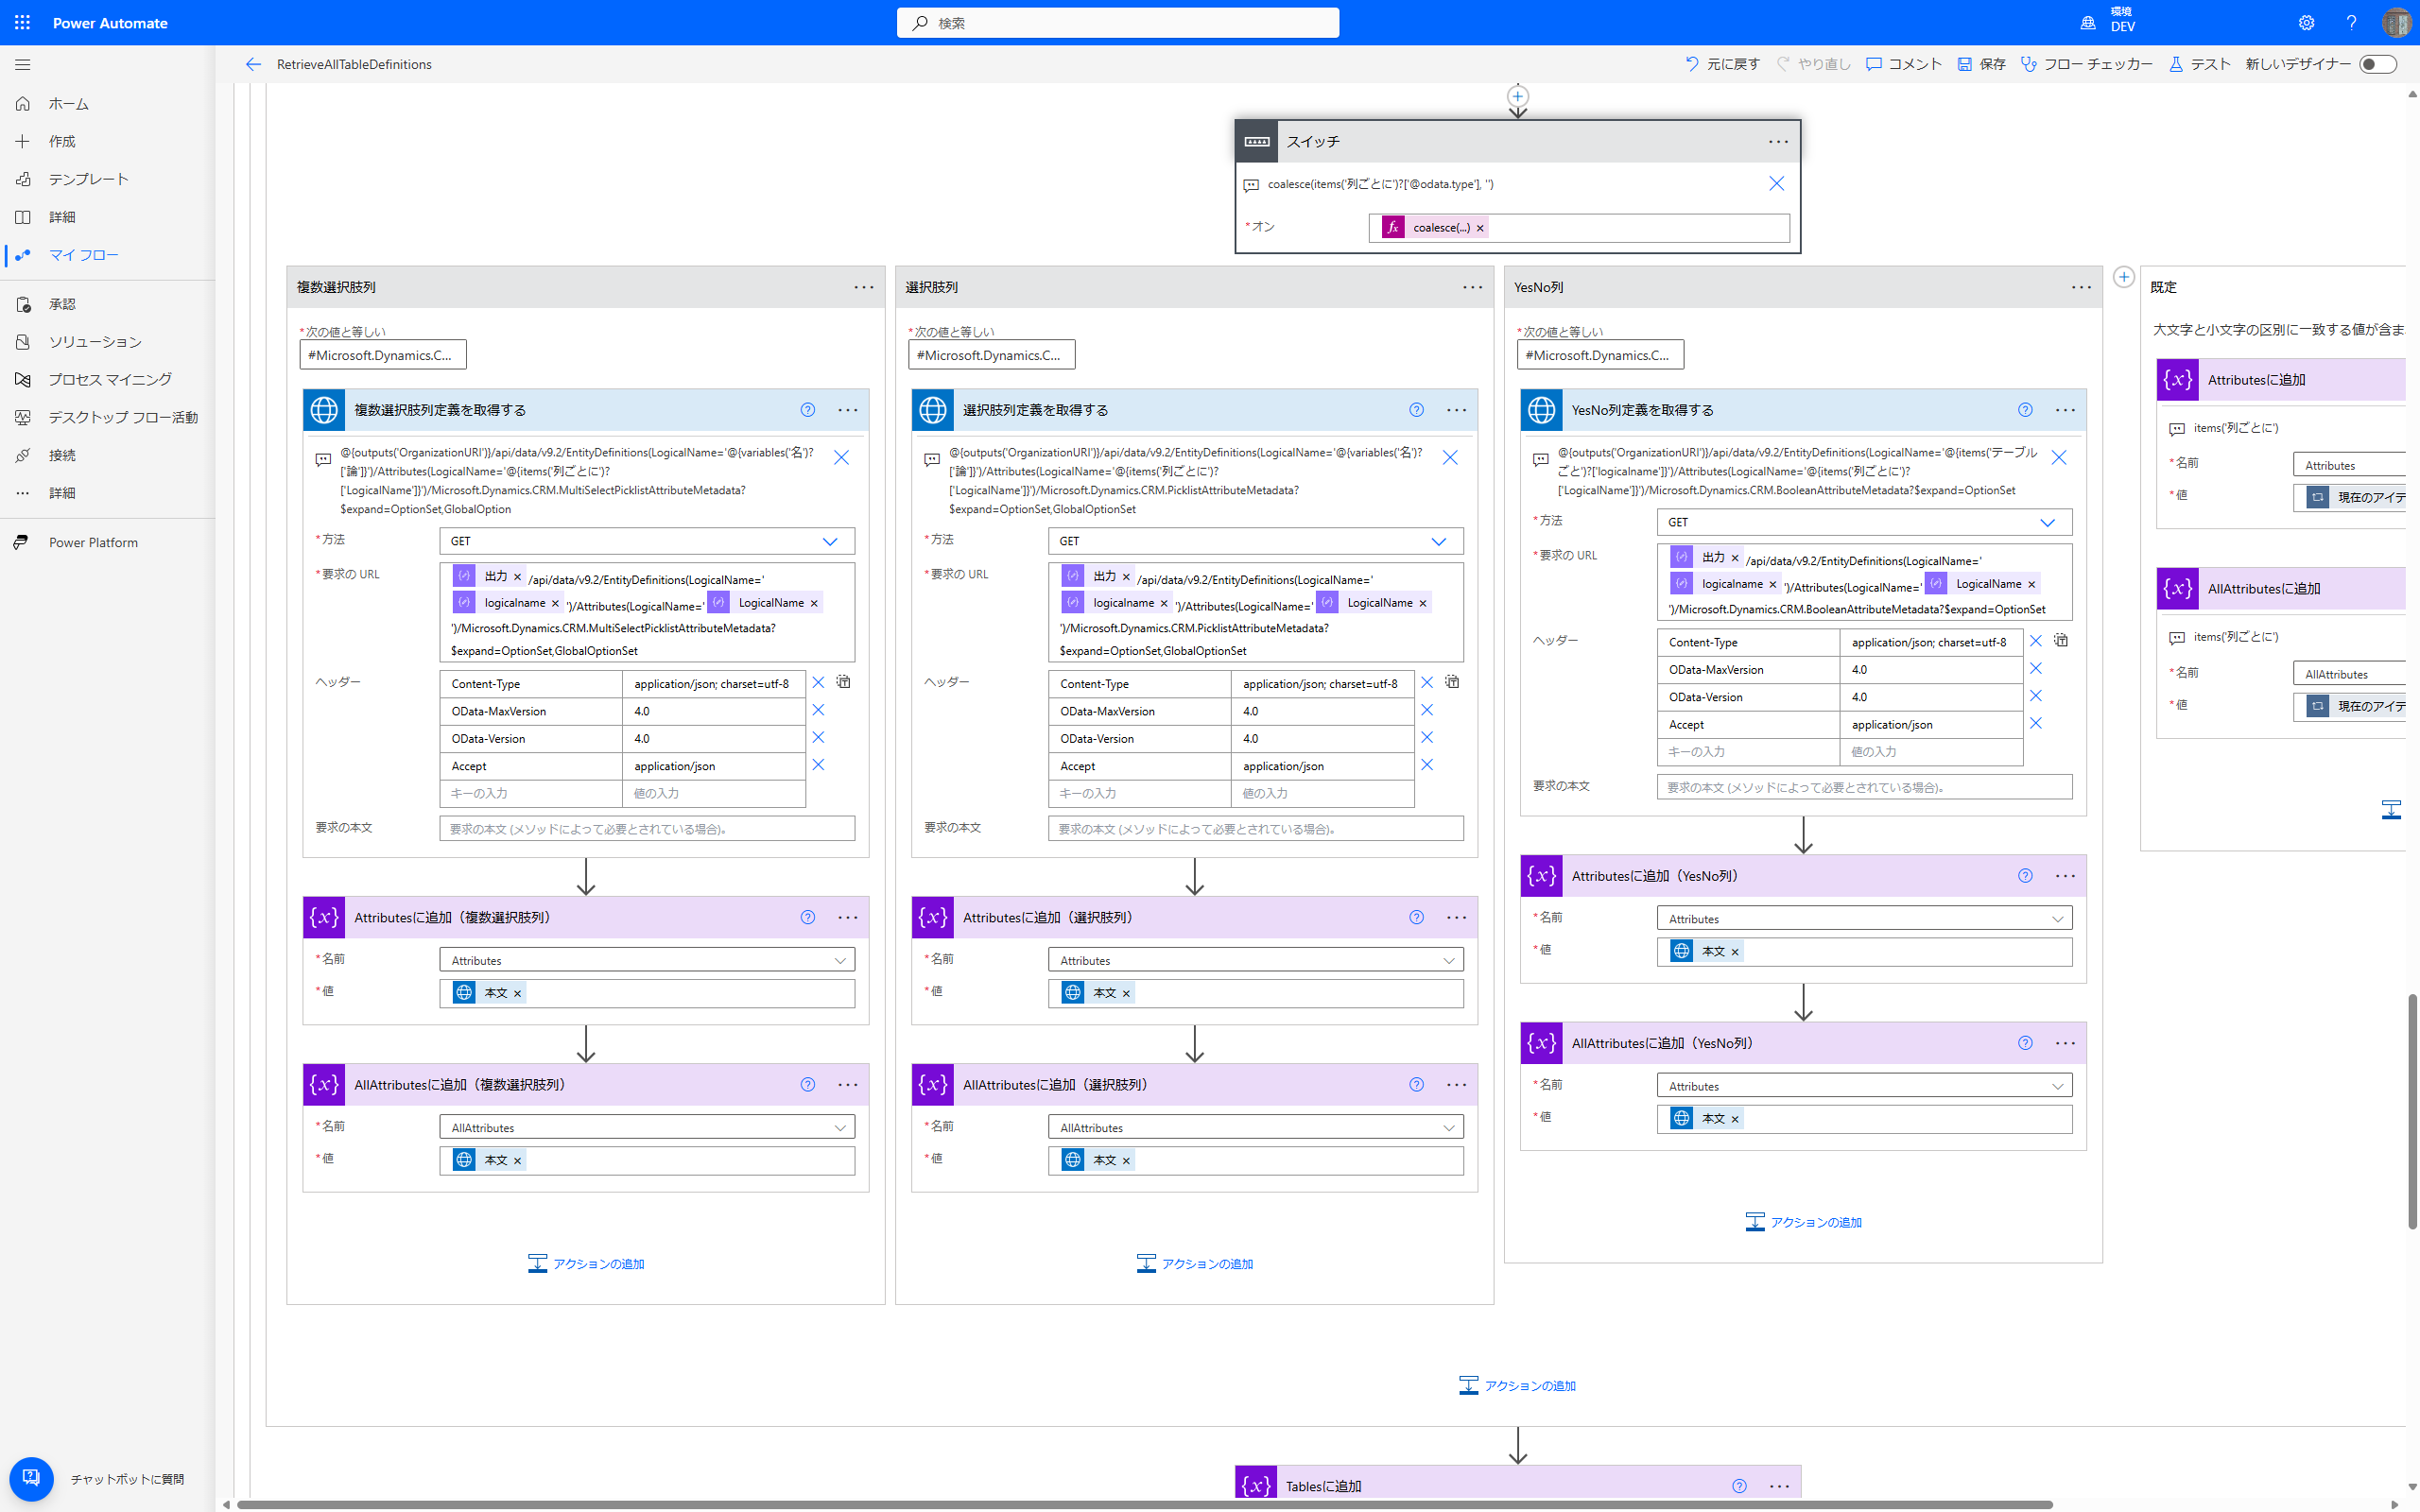 Power Automate
検索
環境
DEV
RetrieveAllTableDefinitions
元に戻す
やり直し
コメント
保存
フロー チェッカー
テスト
新しいデザイナー
ホーム
作成
テンプレート
詳細
マイ フロー
承認
ソリューション
プロセス マイニング
デスクトップ フロー活動
接続
詳細
Power Platform
チャットボットに質問
スイッチ
coalesce(items('列ごとに')?['@odata.type'], '')
*オン
fx coalesce(...) ×
複数選択肢列
*次の値と等しい
#Microsoft.Dynamics.C...
複数選択肢列定義を取得する
@{outputs('OrganizationURI')}/api/data/v9.2/EntityDefinitions(LogicalName='@{variables('名')?
['論']}')/Attributes(LogicalName='@{items('列ごとに')?
['LogicalName']}')/Microsoft.Dynamics.CRM.MultiSelectPicklistAttributeMetadata?
$expand=OptionSet,GlobalOption
*方法
GET
*要求の URL
出力 × /api/data/v9.2/EntityDefinitions(LogicalName='
logicalname × ')/Attributes(LogicalName=' LogicalName ×
')/Microsoft.Dynamics.CRM.MultiSelectPicklistAttributeMetadata?
$expand=OptionSet,GlobalOptionSet
ヘッダー
Content-Type application/json; charset=utf-8
OData-MaxVersion 4.0
OData-Version 4.0
Accept application/json
キーの入力 値の入力
要求の本文
要求の本文 (メソッドによって必要とされている場合)。
{x} Attributesに追加（複数選択肢列）
*名前
Attributes
*値
本文 ×
{x} AllAttributesに追加（複数選択肢列）
*名前
AllAttributes
*値
本文 ×
アクションの追加
選択肢列
*次の値と等しい
#Microsoft.Dynamics.C...
選択肢列定義を取得する
@{outputs('OrganizationURI')}/api/data/v9.2/EntityDefinitions(LogicalName='@{variables('名')?
['論']}')/Attributes(LogicalName='@{items('列ごとに')?
['LogicalName']}')/Microsoft.Dynamics.CRM.PicklistAttributeMetadata?
$expand=OptionSet,GlobalOptionSet
*方法
GET
*要求の URL
出力 × /api/data/v9.2/EntityDefinitions(LogicalName='
logicalname × ')/Attributes(LogicalName=' LogicalName ×
')/Microsoft.Dynamics.CRM.PicklistAttributeMetadata?
$expand=OptionSet,GlobalOptionSet
ヘッダー
Content-Type application/json; charset=utf-8
OData-MaxVersion 4.0
OData-Version 4.0
Accept application/json
キーの入力 値の入力
要求の本文
要求の本文 (メソッドによって必要とされている場合)。
{x} Attributesに追加（選択肢列）
*名前
Attributes
*値
本文 ×
{x} AllAttributesに追加（選択肢列）
*名前
AllAttributes
*値
本文 ×
アクションの追加
YesNo列
*次の値と等しい
#Microsoft.Dynamics.C...
YesNo列定義を取得する
@{outputs('OrganizationURI')}/api/data/v9.2/EntityDefinitions(LogicalName='@{items('テーブル
ごと')?['logicalname']}')/Attributes(LogicalName='@{items('列ごとに')?
['LogicalName']}')/Microsoft.Dynamics.CRM.BooleanAttributeMetadata?$expand=OptionSet
*方法
GET
*要求の URL
出力 × /api/data/v9.2/EntityDefinitions(LogicalName='
logicalname × ')/Attributes(LogicalName=' LogicalName ×
')/Microsoft.Dynamics.CRM.BooleanAttributeMetadata?$expand=OptionSet
ヘッダー
Content-Type application/json; charset=utf-8
OData-MaxVersion 4.0
OData-Version 4.0
Accept application/json
キーの入力 値の入力
要求の本文
要求の本文 (メソッドによって必要とされている場合)。
{x} Attributesに追加（YesNo列）
*名前
Attributes
*値
本文 ×
{x} AllAttributesに追加（YesNo列）
*名前
Attributes
*値
本文 ×
アクションの追加
既定
大文字と小文字の区別に一致する値が含ま
{x} Attributesに追加
items('列ごとに')
*名前
Attributes
*値
現在のアイテ
{x} AllAttributesに追加
items('列ごとに')
*名前
AllAttributes
*値
現在のアイテ
アクションの追加
{x} Tablesに追加